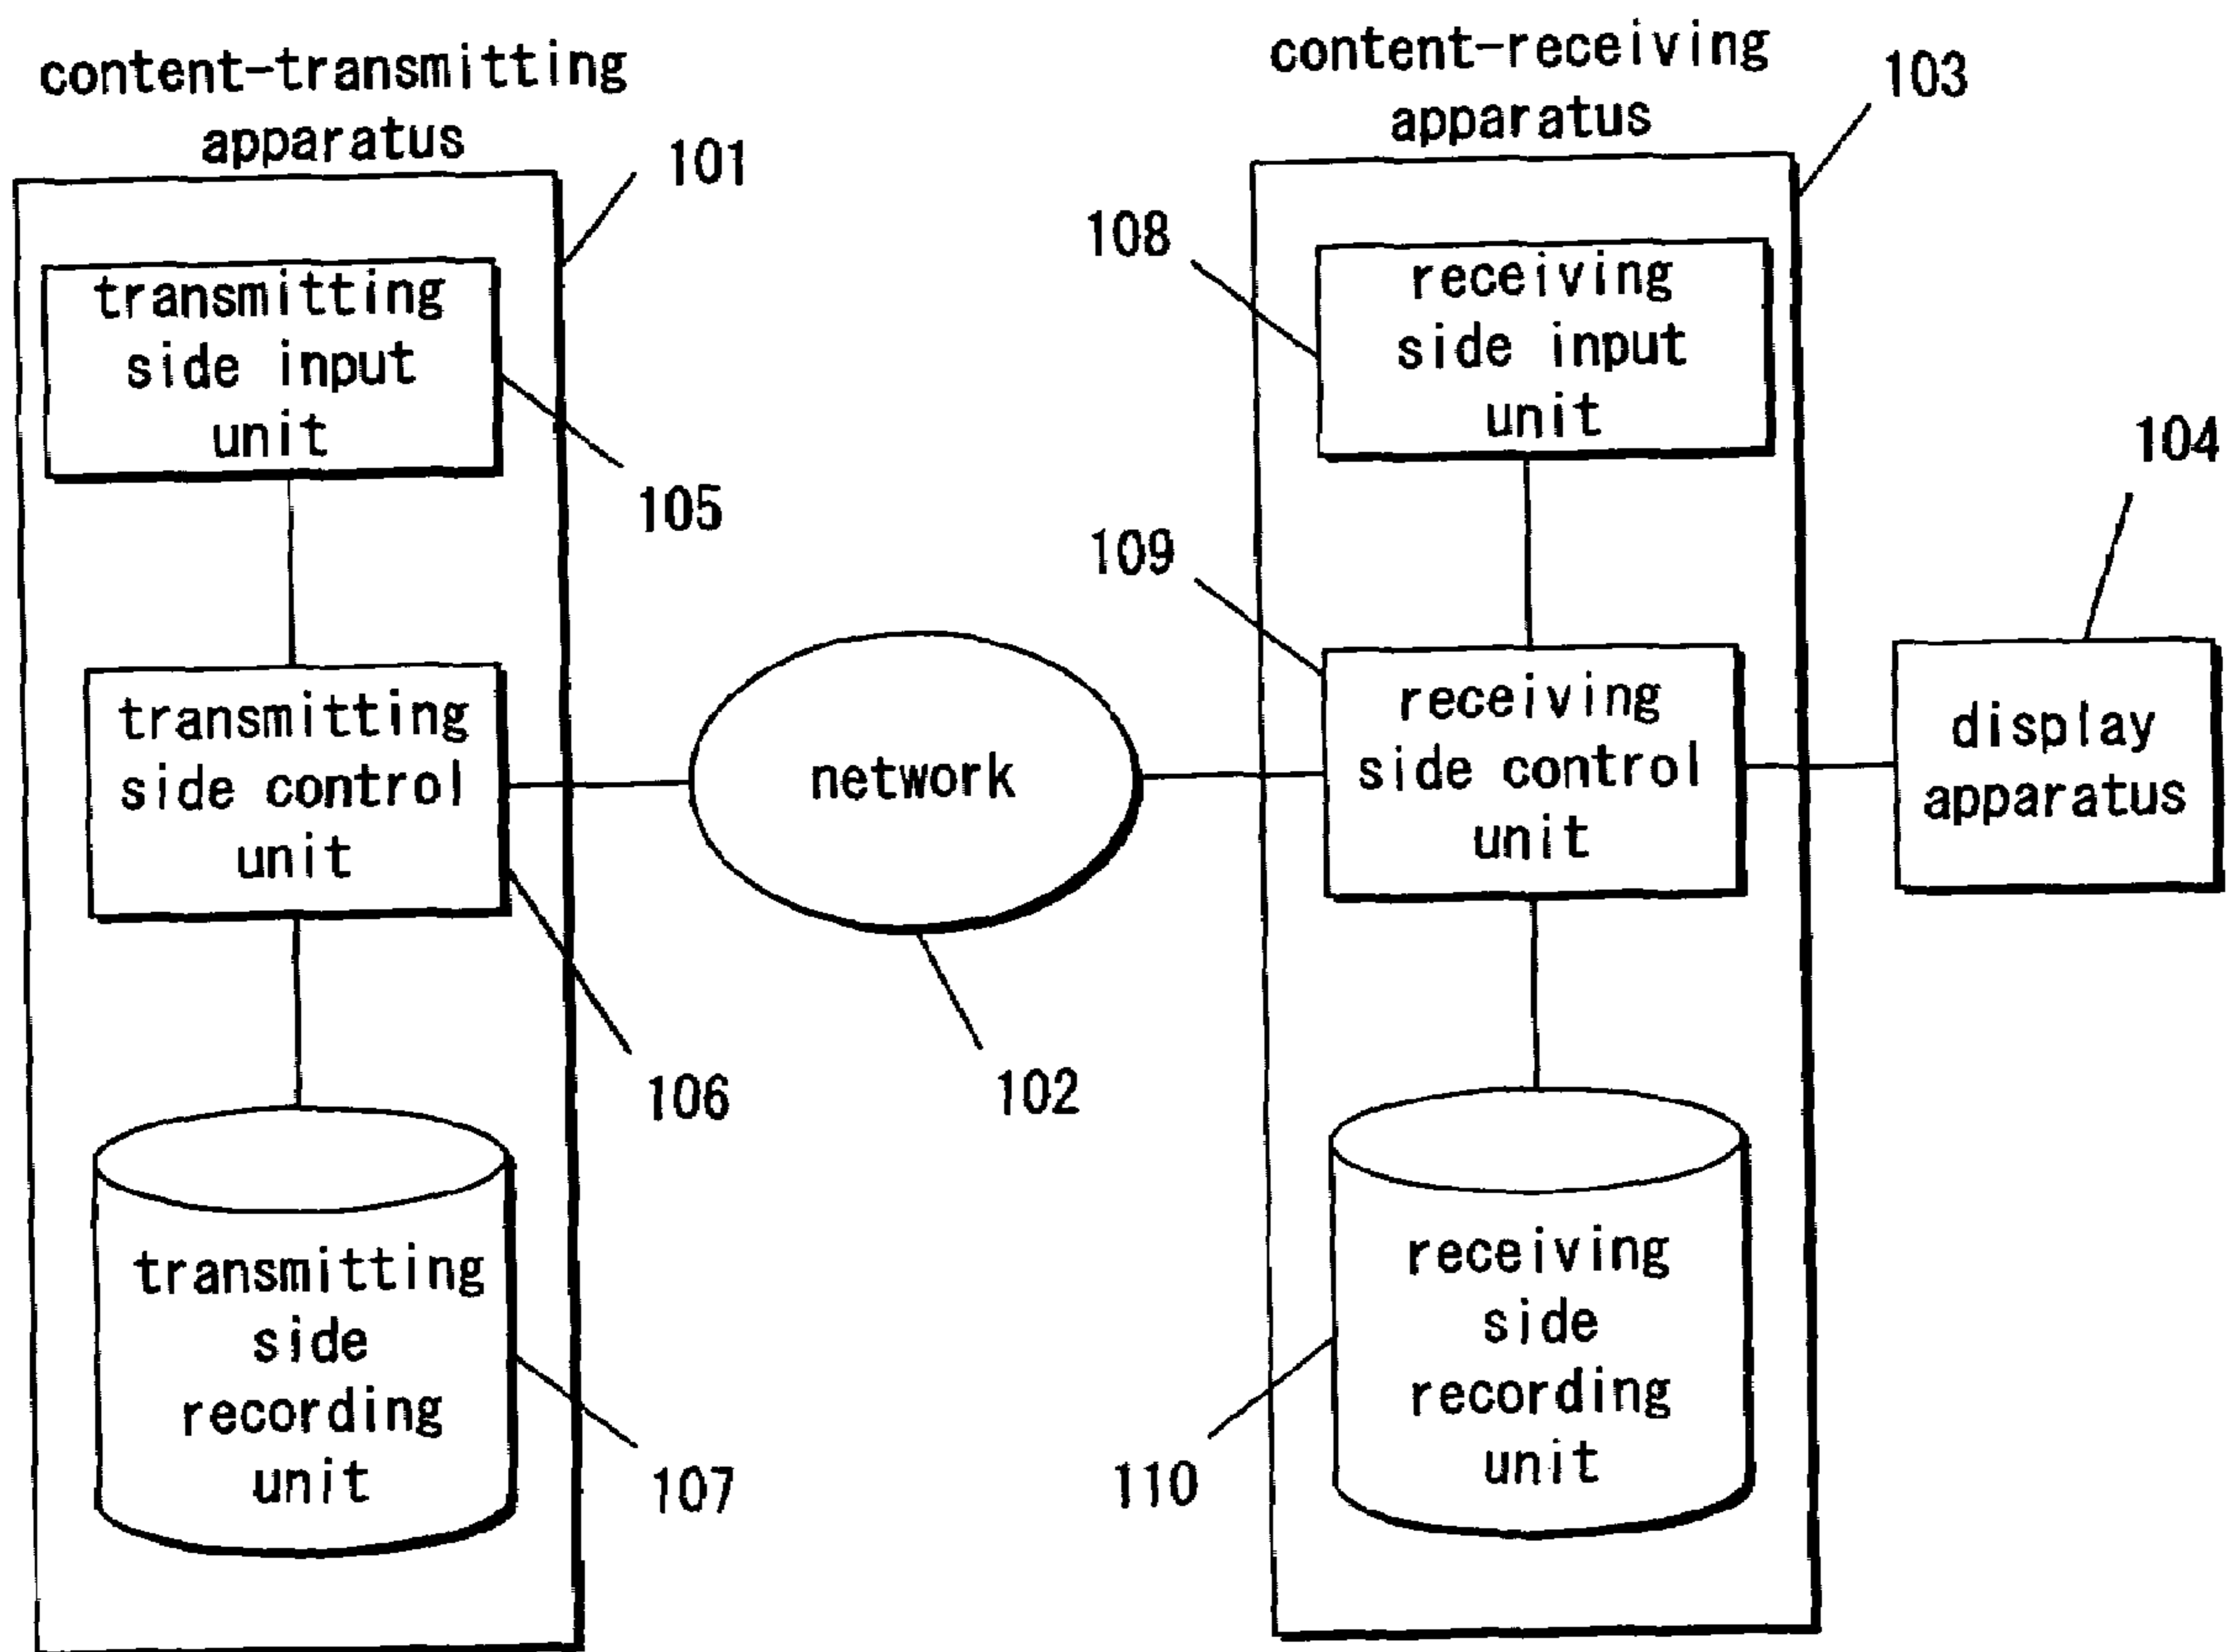 content-transmitting
apparatus
101
transmitting
side input
unit
105
transmitting
side control
unit
106
transmitting
side
recording
unit
107
network
102
content-receiving
apparatus
103
108
receiving
side input
unit
109
receiving
side control
unit
110
receiving
side
recording
unit
104
display
apparatus